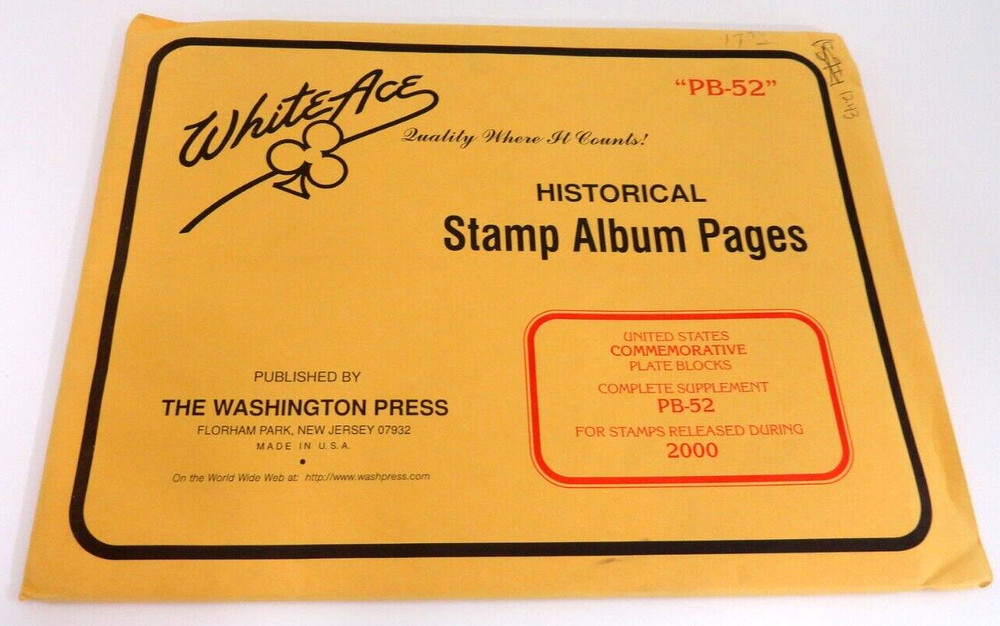 WhiteAce
Quality Where It Counts!
"PB-52"
HISTORICAL
Stamp Album Pages
UNITED STATES
COMMEMORATIVE
PLATE BLOCKS
COMPLETE SUPPLEMENT
PB-52
FOR STAMPS RELEASED DURING
2000
PUBLISHED BY
THE WASHINGTON PRESS
FLORHAM PARK, NEW JERSEY 07932
MADE IN U.S.A.
On the World Wide Web at: http://www.washpress.com